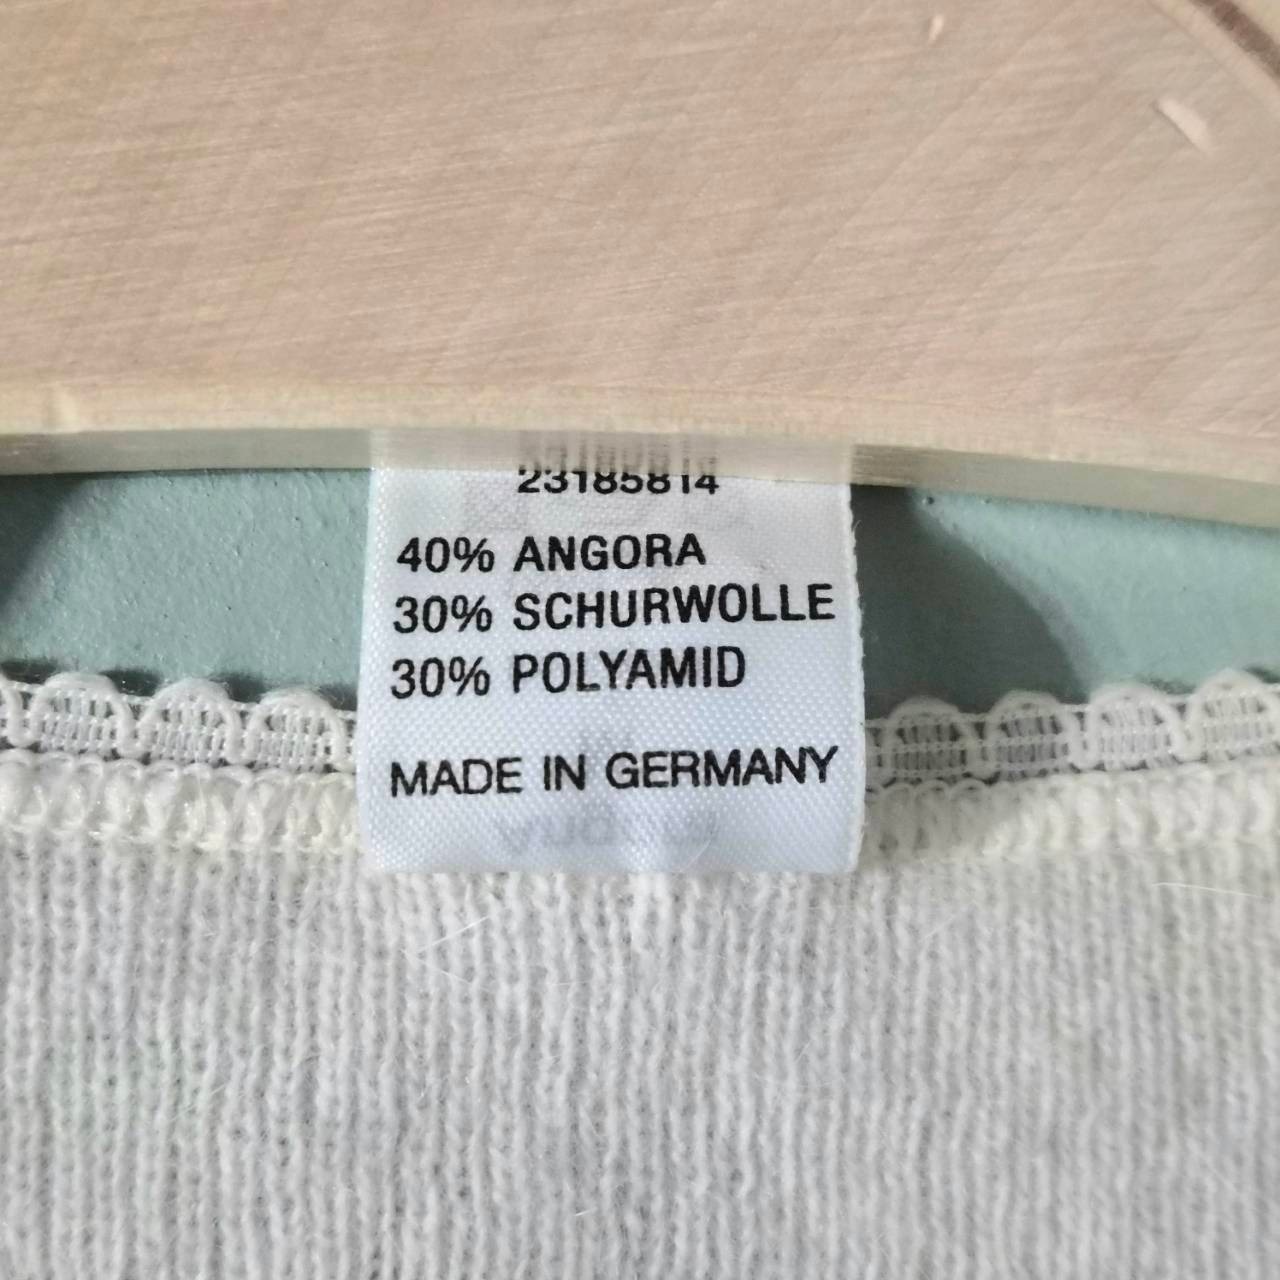 23185814
40% ANGORA
30% SCHURWOLLE
30% POLYAMID
MADE IN GERMANY